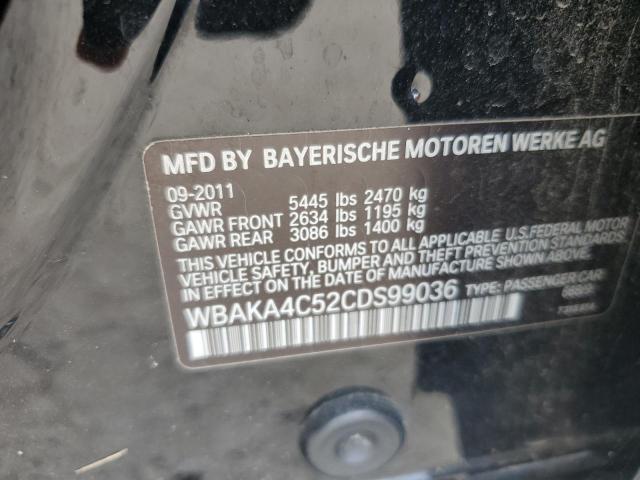 MFD BY BAYERISCHE MOTOREN WERKE AG
09-2011
GVWR 5445 lbs 2470 kg
GAWR FRONT 2634 lbs 1195 kg
GAWR REAR 3086 lbs 1400 kg
THIS VEHICLE CONFORMS TO ALL APPLICABLE U.S. FEDERAL MOTOR
VEHICLE SAFETY, BUMPER AND THEFT PREVENTION STANDARDS
IN EFFECT ON THE DATE OF MANUFACTURE SHOWN ABOVE.
WBAKA4C52CDS99036 TYPE: PASSENGER CAR